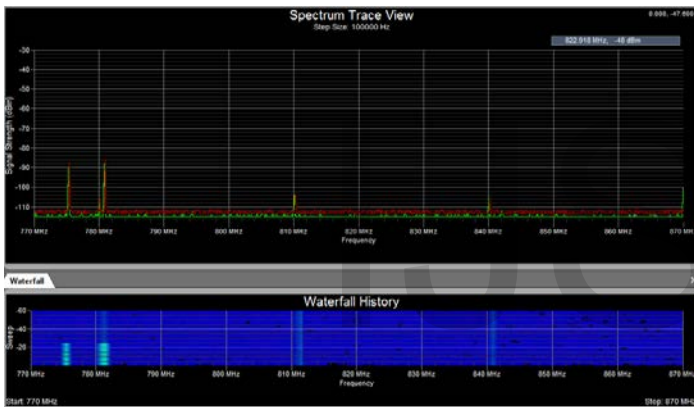 Spectrum Trace View
Step Size: 100000 Hz
0.000, -47.600
822.918 MHz, -48 dBm
-30
-40
-50
-60
-70
-80
-90
-100
-110
Signal Strength (dBm)
770 MHz 780 MHz 790 MHz 800 MHz 810 MHz 820 MHz 830 MHz 840 MHz 850 MHz 860 MHz 870 MHz
Frequency
Waterfall
Waterfall History
-60
-40
-20
Sweep
770 MHz 780 MHz 790 MHz 800 MHz 810 MHz 820 MHz 830 MHz 840 MHz 850 MHz 860 MHz 870 MHz
Frequency
Start: 770 MHz Stop: 870 MHz